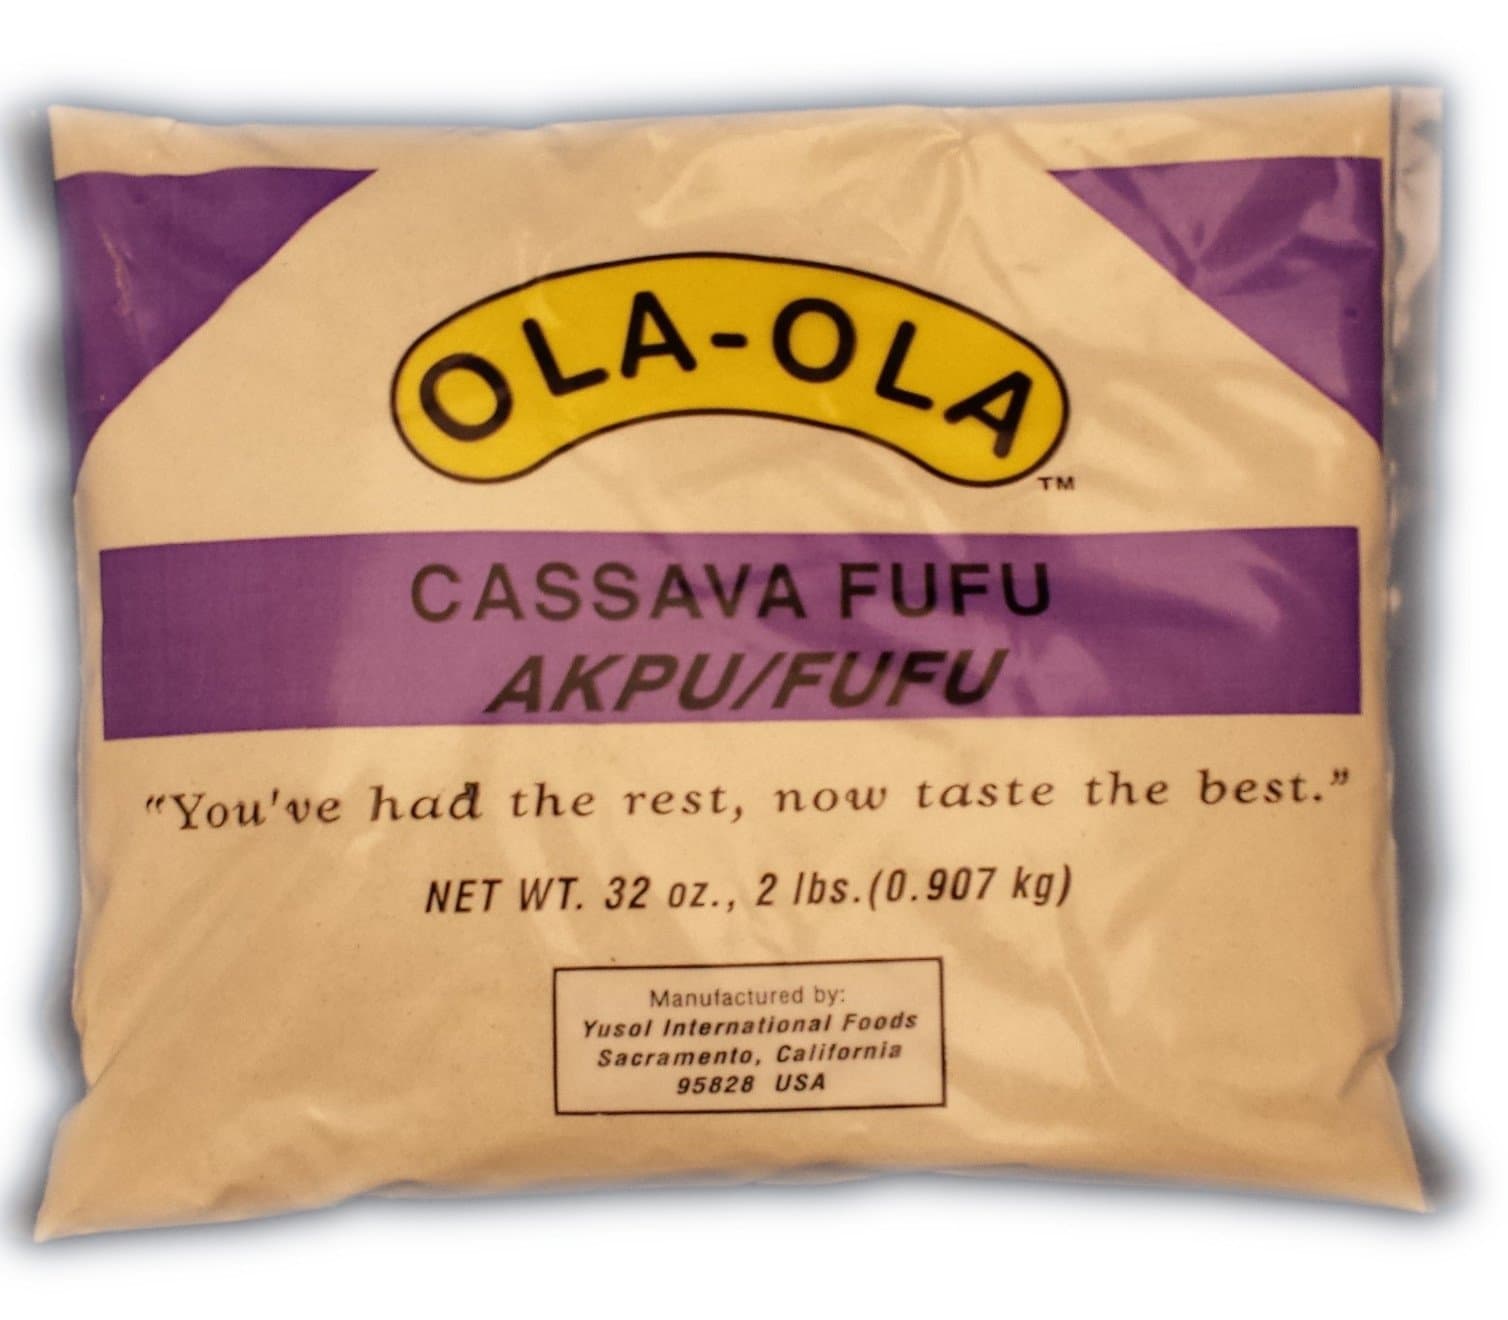 OLA-OLA
TM
CASSAVA FUFU
AKPU/FUFU
“You've had the rest, now taste the best.”
NET WT. 32 oz., 2 lbs.(0.907 kg)
Manufactured by:
Yusol International Foods
Sacramento, California
95828 USA